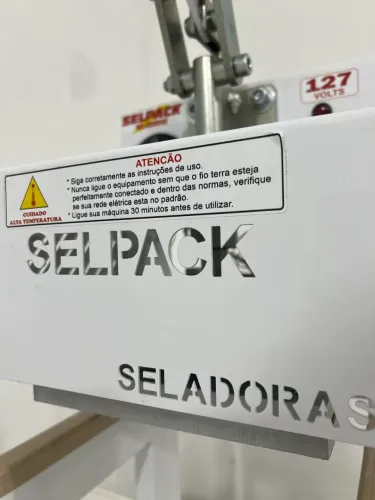 SELPACK
127
VOLTS
ATENCÃO
* Siga corretamente as instruções de uso.
* Nunca ligue o equipamento sem que o fio terra esteja
perfeitamente conectado e dentro das normas, verifique
se sua rede elétrica esta no padrão.
* Ligue sua máquina 30 minutos antes de utilizar.
CUIDADO
ALTA TEMPERATURA
SELPACK
SELADORAS